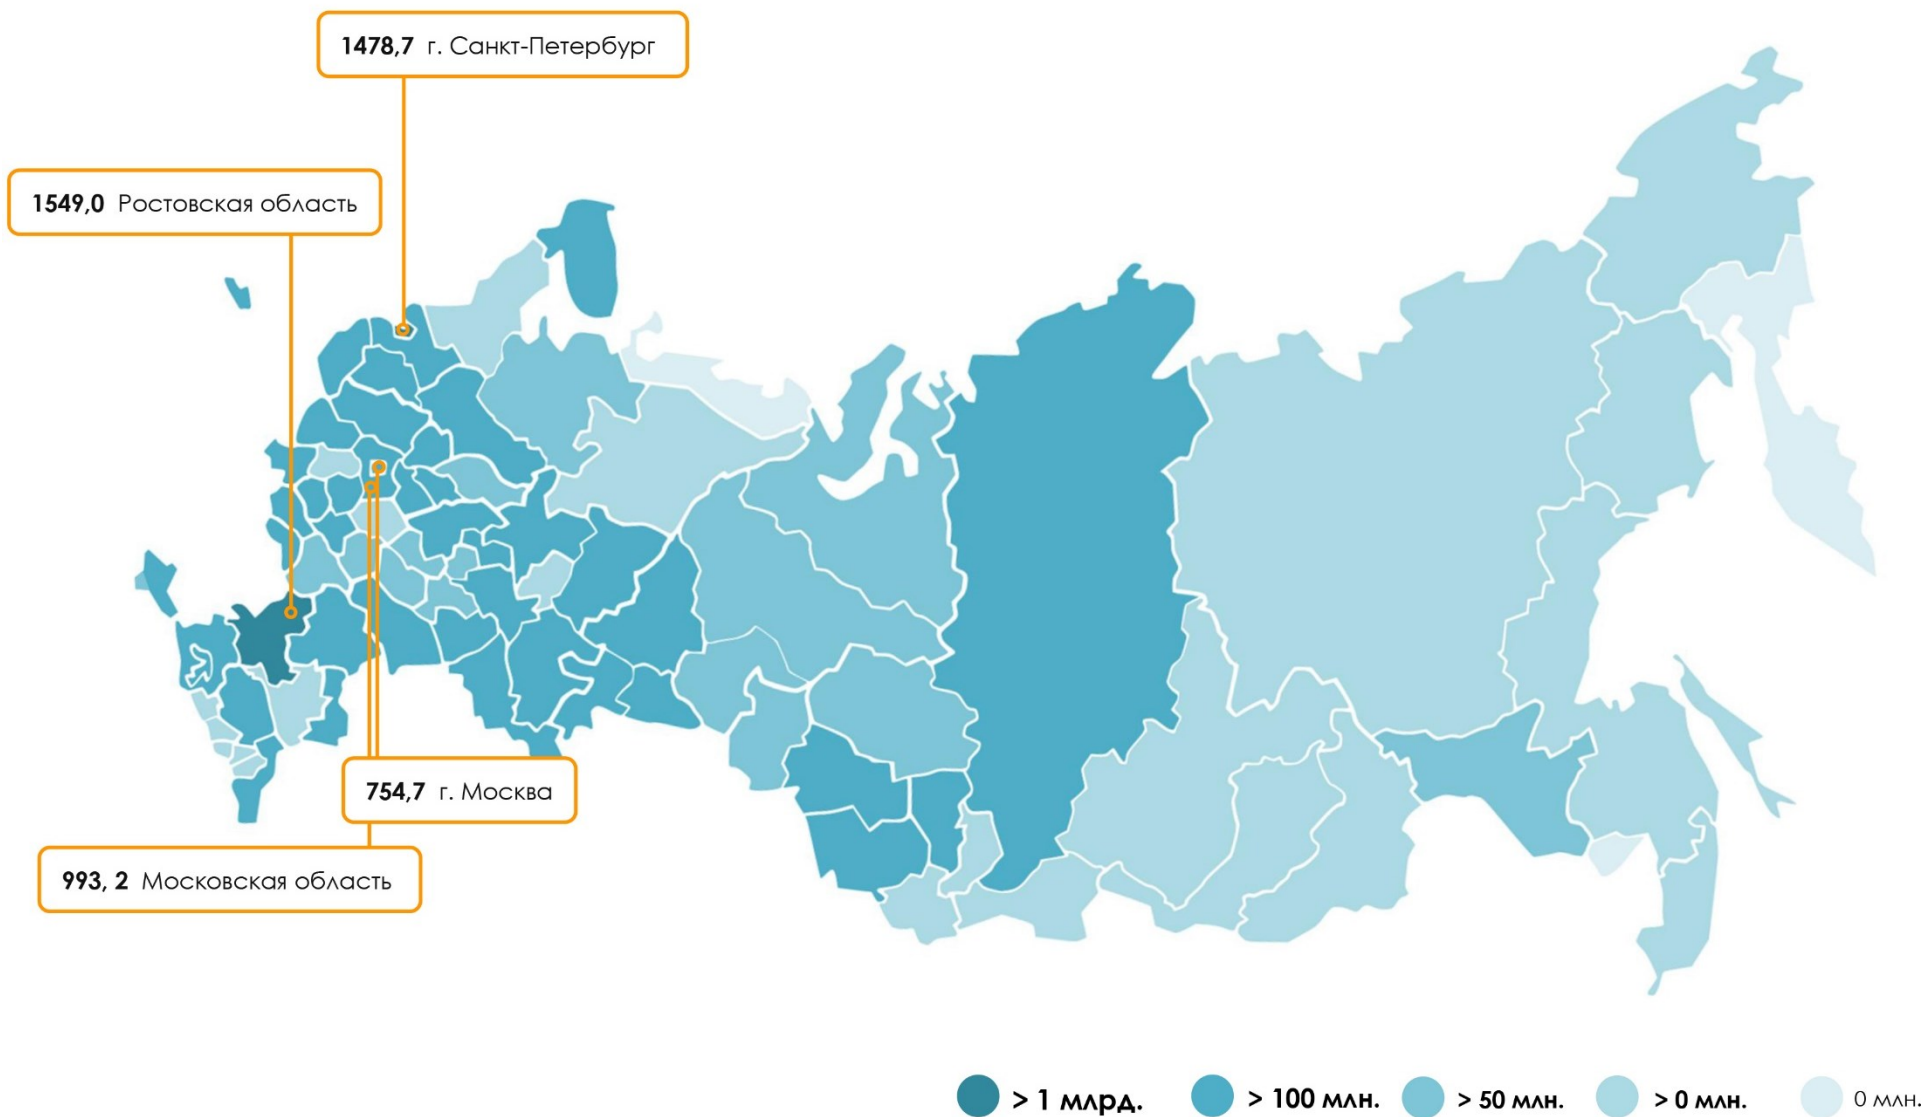 1478,7 г. Санкт-Петербург
1549,0 Ростовская область
754,7 г. Москва
993, 2 Московская область
> 1 млрд. > 100 млн. > 50 млн. > 0 млн. 0 млн.